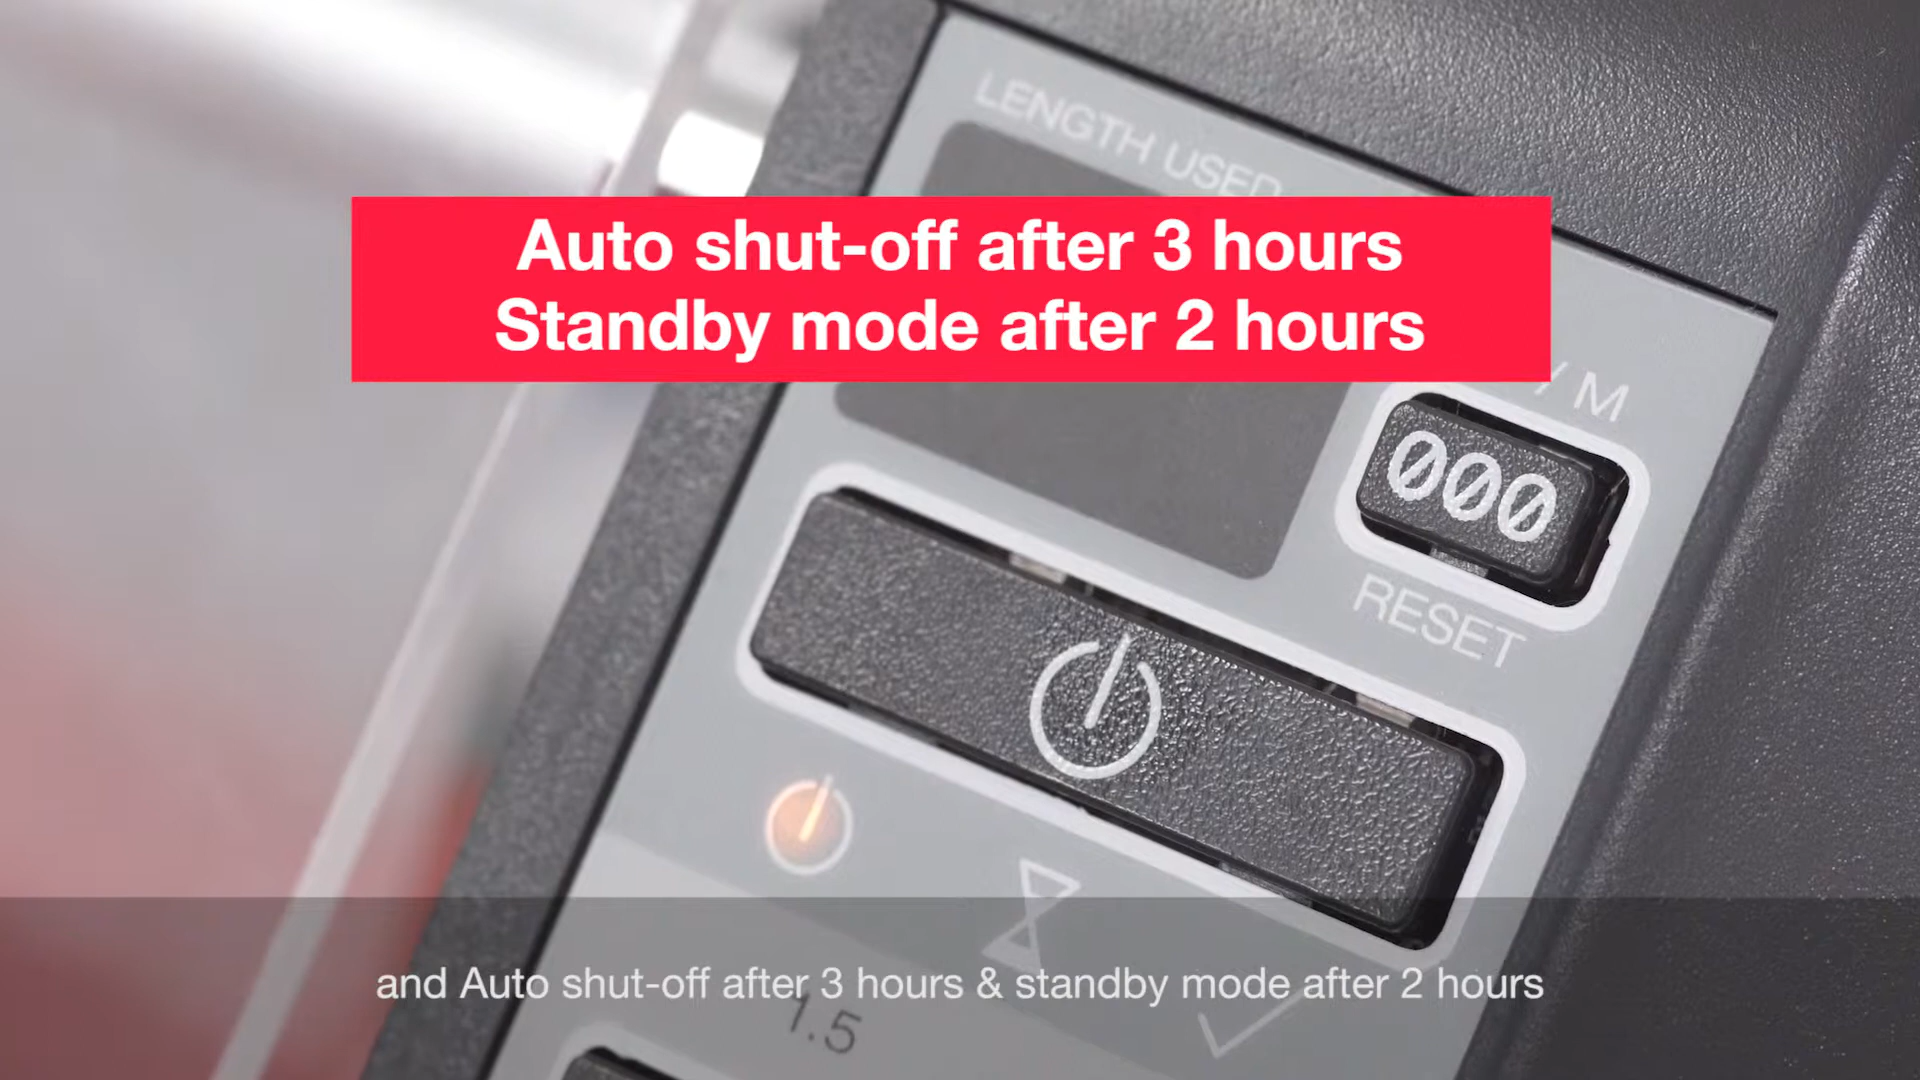 LENGTH USED
Auto shut-off after 3 hours
Standby mode after 2 hours
/ M
000
RESET
and Auto shut-off after 3 hours & standby mode after 2 hours
1.5